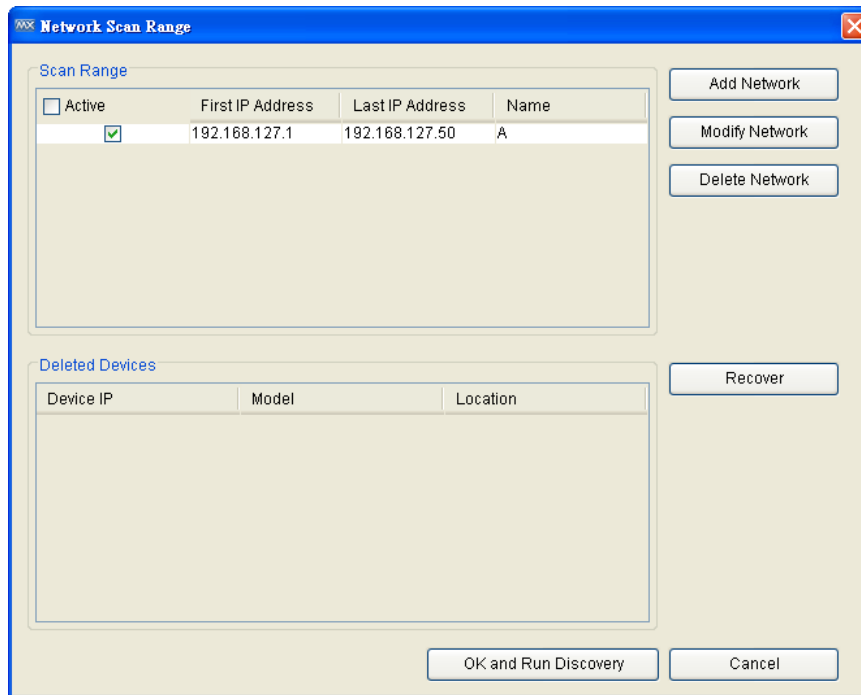 MX Network Scan Range
Scan Range
Active First IP Address Last IP Address Name
192.168.127.1 192.168.127.50 A
Add Network
Modify Network
Delete Network
Deleted Devices
Device IP Model Location
Recover
OK and Run Discovery Cancel